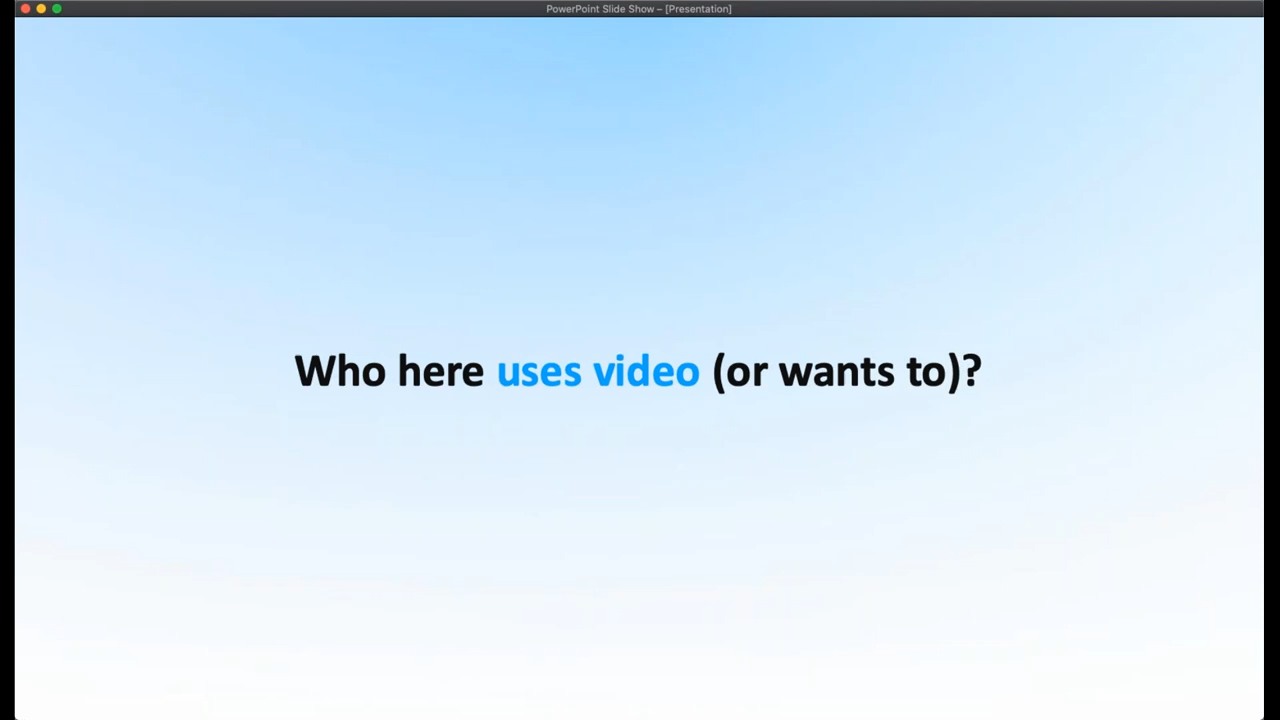 PowerPoint Slide Show – [Presentation]
Who here uses video (or wants to)?